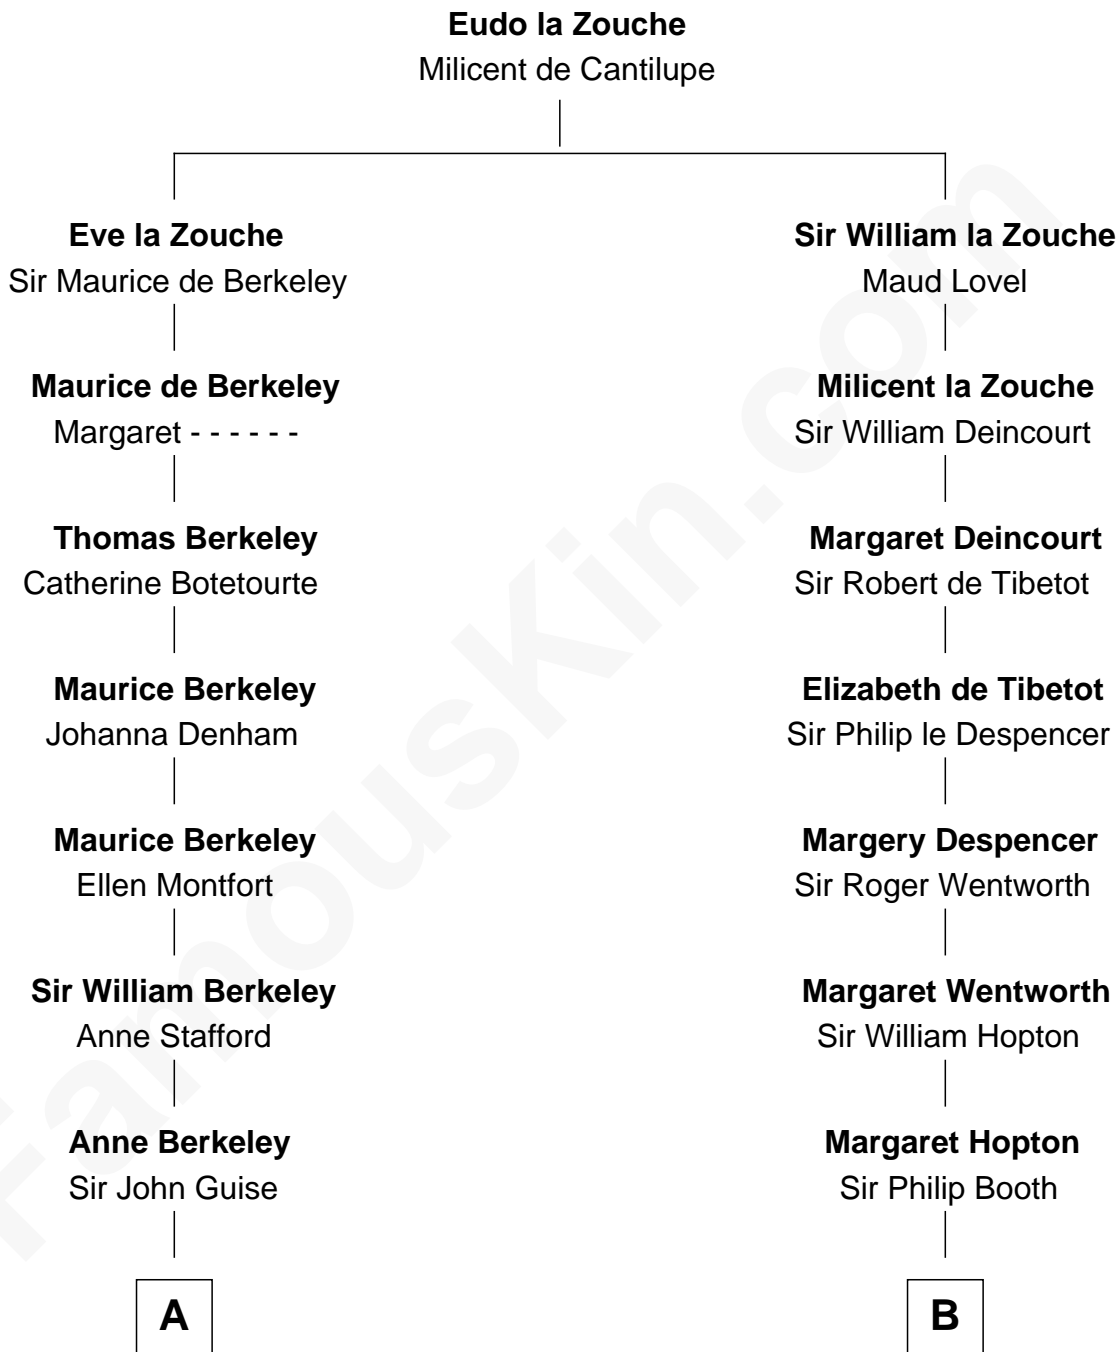 Eudo la Zouche
Milicent de Cantilupe
Eve la Zouche
Sir Maurice de Berkeley
Sir William la Zouche
Maud Lovel
Maurice de Berkeley
Margaret - - - - - -
Milicent la Zouche
Sir William Deincourt
Thomas Berkeley
Catherine Botetourte
Margaret Deincourt
Sir Robert de Tibetot
Maurice Berkeley
Johanna Denham
Elizabeth de Tibetot
Sir Philip le Despencer
Maurice Berkeley
Ellen Montfort
Margery Despencer
Sir Roger Wentworth
Sir William Berkeley
Anne Stafford
Margaret Wentworth
Sir William Hopton
Anne Berkeley
Sir John Guise
Margaret Hopton
Sir Philip Booth
A
B
FamousKin.com